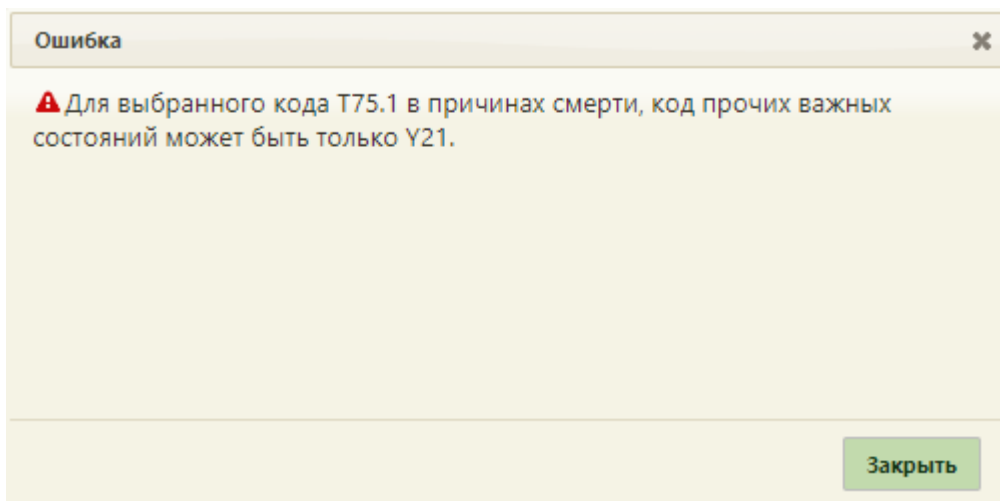 Ошибка
Для выбранного кода T75.1 в причинах смерти, код прочих важных
состояний может быть только Y21.
Закрыть